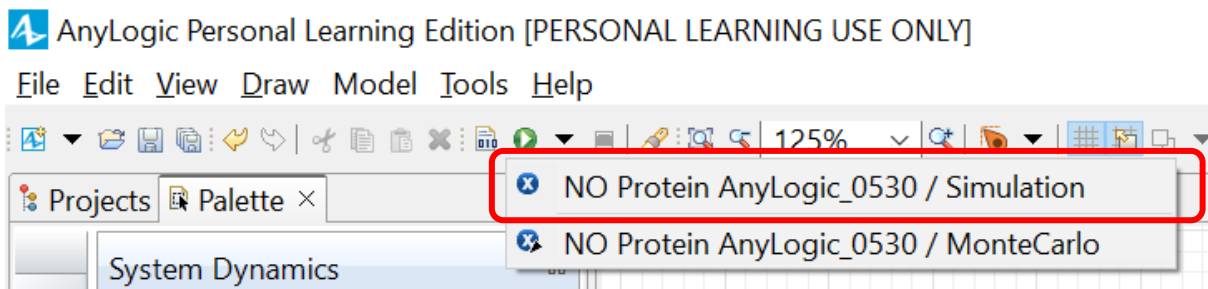 AnyLogic Personal Learning Edition [PERSONAL LEARNING USE ONLY]
File Edit View Draw Model Tools Help
125%
NO Protein AnyLogic_0530 / Simulation
Projects Palette
NO Protein AnyLogic_0530 / MonteCarlo
System Dynamics